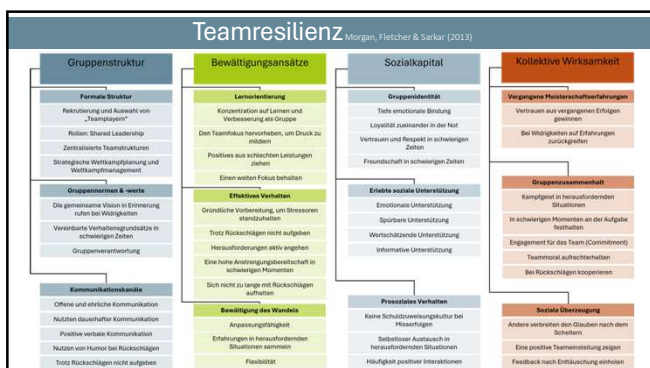 Teamresilienz Morgan, Fletcher & Sarkar (2013)
Gruppenstruktur
Formale Struktur
Rekrutierung und Auswahl von
„Teamplayern“
Rollen: Shared Leadership
Zentralisierte Teamstrukturen
Strategische Wettkampfplanung und
Wettkampfmanagement
Gruppennormen & -werte
Die gemeinsame Vision in Erinnerung
rufen bei Widrigkeiten
Vereinbarte Verhaltensgrundsätze in
schwierigen Zeiten
Gruppenverantwortung
Kommunikationskanäle
Offene und ehrliche Kommunikation
Nutzten dauerhafter Kommunikation
Positive verbale Kommunikation
Nutzen von Humor bei Rückschlägen
Trotz Rückschlägen nicht aufgeben
Bewältigungsansätze
Lernorientierung
Konzentration auf Lernen und
Verbesserung als Gruppe
Den Teamfokus hervorheben, um Druck zu
mildern
Positives aus schlechten Leistungen
ziehen
Einen weiten Fokus behalten
Effektives Verhalten
Gründliche Vorbereitung, um Stressoren
standzuhalten
Trotz Rückschlägen nicht aufgeben
Herausforderungen aktiv angehen
Eine hohe Anstrengungsbereitschaft in
schwierigen Momenten
Sich nicht zu lange mit Rückschlägen
aufhalten
Bewältigung des Wandels
Anpassungsfähigkeit
Erfahrungen in herausfordernden
Situationen sammeln
Flexibilität
Sozialkapital
Gruppenidentität
Tiefe emotionale Bindung
Loyalität zueinander in der Not
Vertrauen und Respekt in schwierigen
Zeiten
Freundschaft in schwierigen Zeiten
Erlebte soziale Unterstützung
Emotionale Unterstützung
Spürbare Unterstützung
Wertschätzende Unterstützung
Informative Unterstützung
Prosoziales Verhalten
Keine Schuldzuweisungskultur bei
Misserfolgen
Selbstloser Austausch in
herausfordernden Situationen
Häufigkeit positiver Interaktionen
Kollektive Wirksamkeit
Vergangene Meisterschaftserfahrungen
Vertrauen aus vergangenen Erfolgen
gewinnen
Bei Widrigkeiten auf Erfahrungen
zurückgreifen
Gruppenzusammenhalt
Kampfgeist in herausfordernden
Situationen
In schwierigen Momenten an der Aufgabe
festhalten
Engagement für das Team (Commitment)
Teammoral aufrechterhalten
Bei Rückschlägen kooperieren
Soziale Überzeugung
Andere verbreiten den Glauben nach dem
Scheitern
Eine positive Teameinstellung zeigen
Feedback nach Enttäuschung einholen